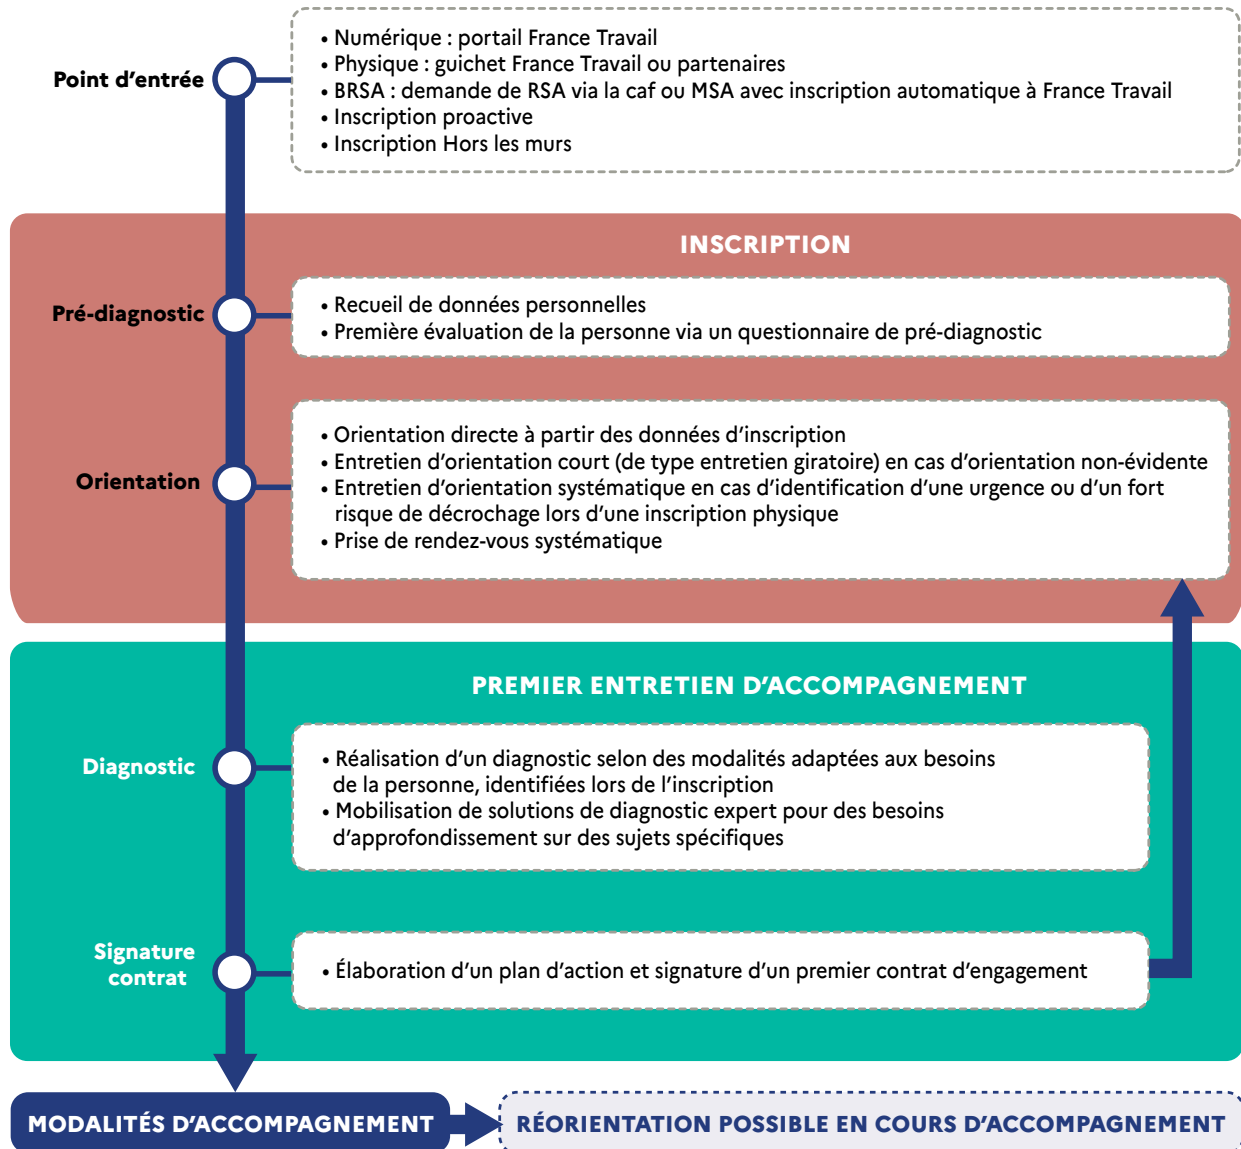 Point d'entrée
• Numérique : portail France Travail
• Physique : guichet France Travail ou partenaires
• BRSA : demande de RSA via la caf ou MSA avec inscription automatique à France Travail
• Inscription proactive
• Inscription Hors les murs
INSCRIPTION
Pré-diagnostic
• Recueil de données personnelles
• Première évaluation de la personne via un questionnaire de pré-diagnostic
Orientation
• Orientation directe à partir des données d'inscription
• Entretien d'orientation court (de type entretien giratoire) en cas d'orientation non-évidente
• Entretien d'orientation systématique en cas d'identification d'une urgence ou d'un fort
risque de décrochage lors d'une inscription physique
• Prise de rendez-vous systématique
PREMIER ENTRETIEN D'ACCOMPAGNEMENT
Diagnostic
• Réalisation d'un diagnostic selon des modalités adaptées aux besoins
de la personne, identifiées lors de l'inscription
• Mobilisation de solutions de diagnostic expert pour des besoins
d'approfondissement sur des sujets spécifiques
Signature
contrat
• Élaboration d'un plan d'action et signature d'un premier contrat d'engagement
MODALITÉS D'ACCOMPAGNEMENT
RÉORIENTATION POSSIBLE EN COURS D'ACCOMPAGNEMENT